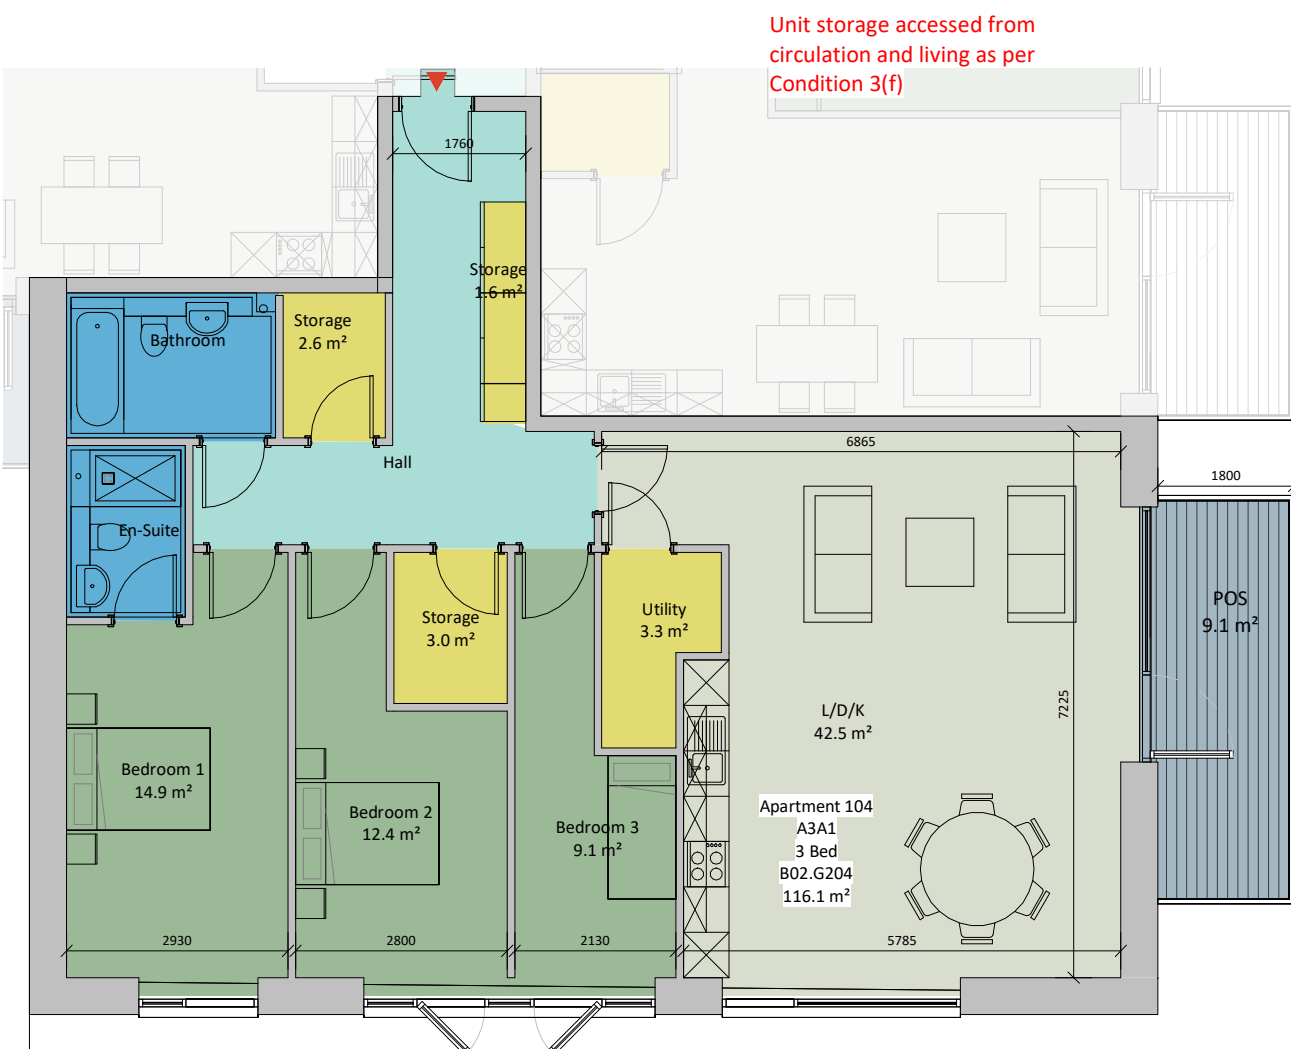 Unit storage accessed from
circulation and living as per
Condition 3(f)
1760
Storage
1.6 m²
Storage
2.6 m²
Bathroom
6865
Hall
1800
En-Suite
POS
9.1 m²
Utility
3.3 m²
Storage
3.0 m²
7225
L/D/K
42.5 m²
Bedroom 1
14.9 m²
Bedroom 2
12.4 m²
Bedroom 3
9.1 m²
Apartment 104
A3A1
3 Bed
B02.G204
116.1 m²
2930
2800
2130
5785